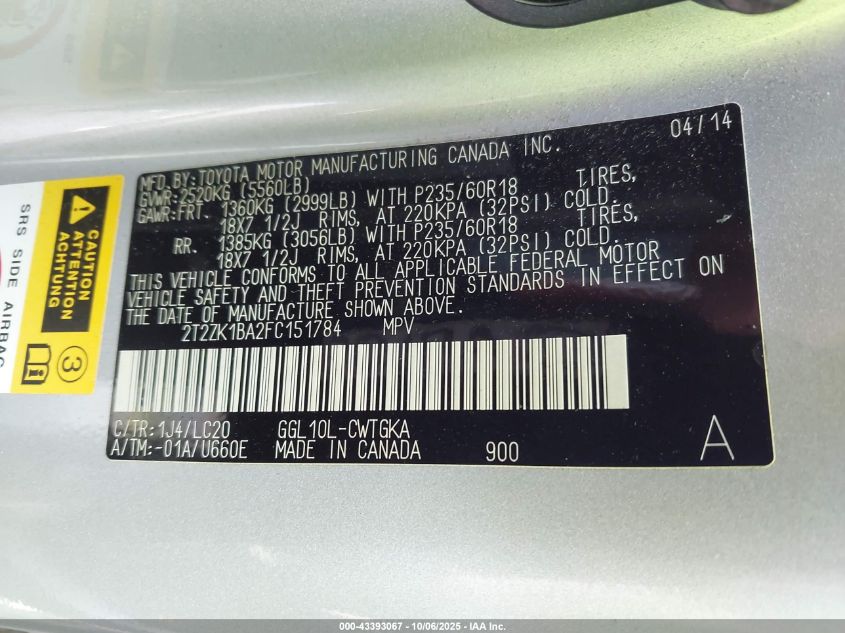 04/14
MFD.BY:TOYOTA MOTOR MANUFACTURING CANADA INC.
GVWR:2520KG (5560LB)
GAWR:FRT. 1360KG (2999LB) WITH P235/60R18 TIRES,
18X7 1/2J RIMS, AT 220KPA (32PSI) COLD.
RR. 1385KG (3056LB) WITH P235/60R18 TIRES,
18X7 1/2J RIMS, AT 220KPA (32PSI) COLD.
THIS VEHICLE CONFORMS TO ALL APPLICABLE FEDERAL MOTOR
VEHICLE SAFETY AND THEFT PREVENTION STANDARDS IN EFFECT ON
THE DATE OF MANUFACTURE SHOWN ABOVE.
2T2ZK1BA2FC151784 MPV
C/TR:1J4/LC20 GGL10L-CWTGKA
A/TM:-01A/U660E MADE IN CANADA 900
A
CAUTION
ATTENTION
ACHTUNG
3
SRS SIDE AIRBAG
000-43393067 - 10/06/2025 - IAA Inc.